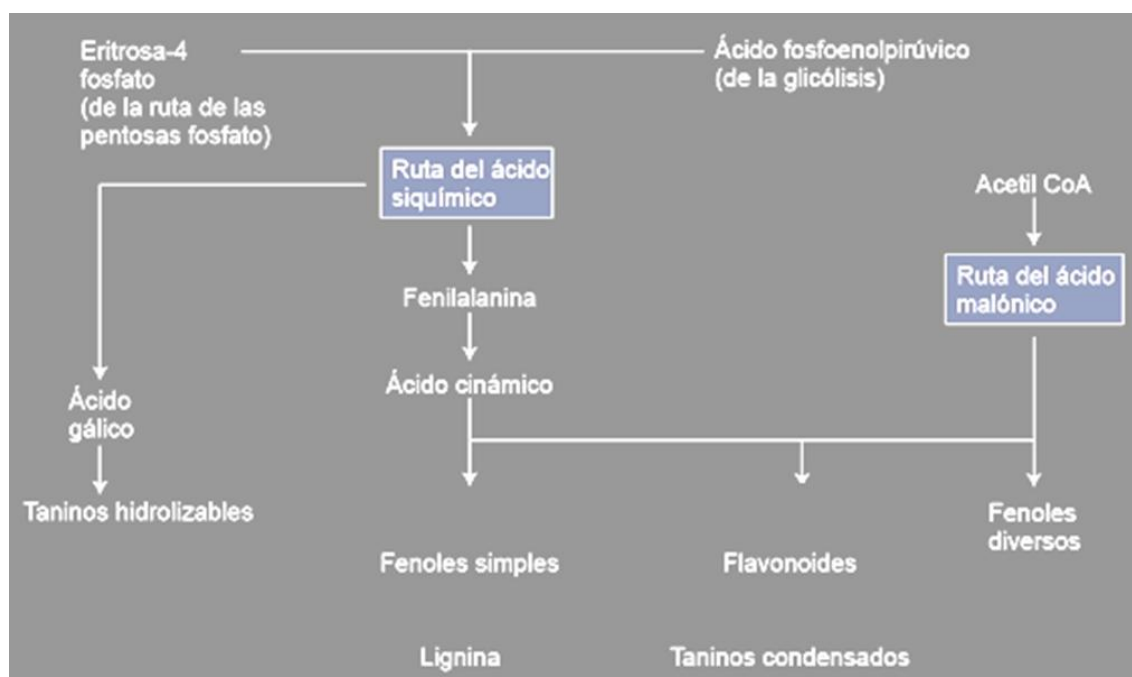 Eritrosa-4
fosfato
(de la ruta de las
pentosas fosfato)
Ácido fosfoenolpirúvico
(de la glicólisis)
Ruta del ácido
siquímico
Acetil CoA
Ruta del ácido
malónico
Fenilalanina
Ácido cinámico
Ácido
gálico
Taninos hidrolizables
Fenoles simples
Flavonoides
Fenoles
diversos
Lignina
Taninos condensados